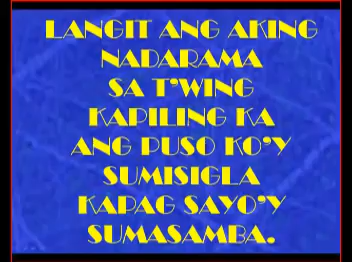 LANGIT ANG AKING
NADARAMA
SA T'WING
KAPILING KA
ANG PUSO KO'Y
SUMISIGLA
KAPAG SAYO'Y
SUMASAMBA.